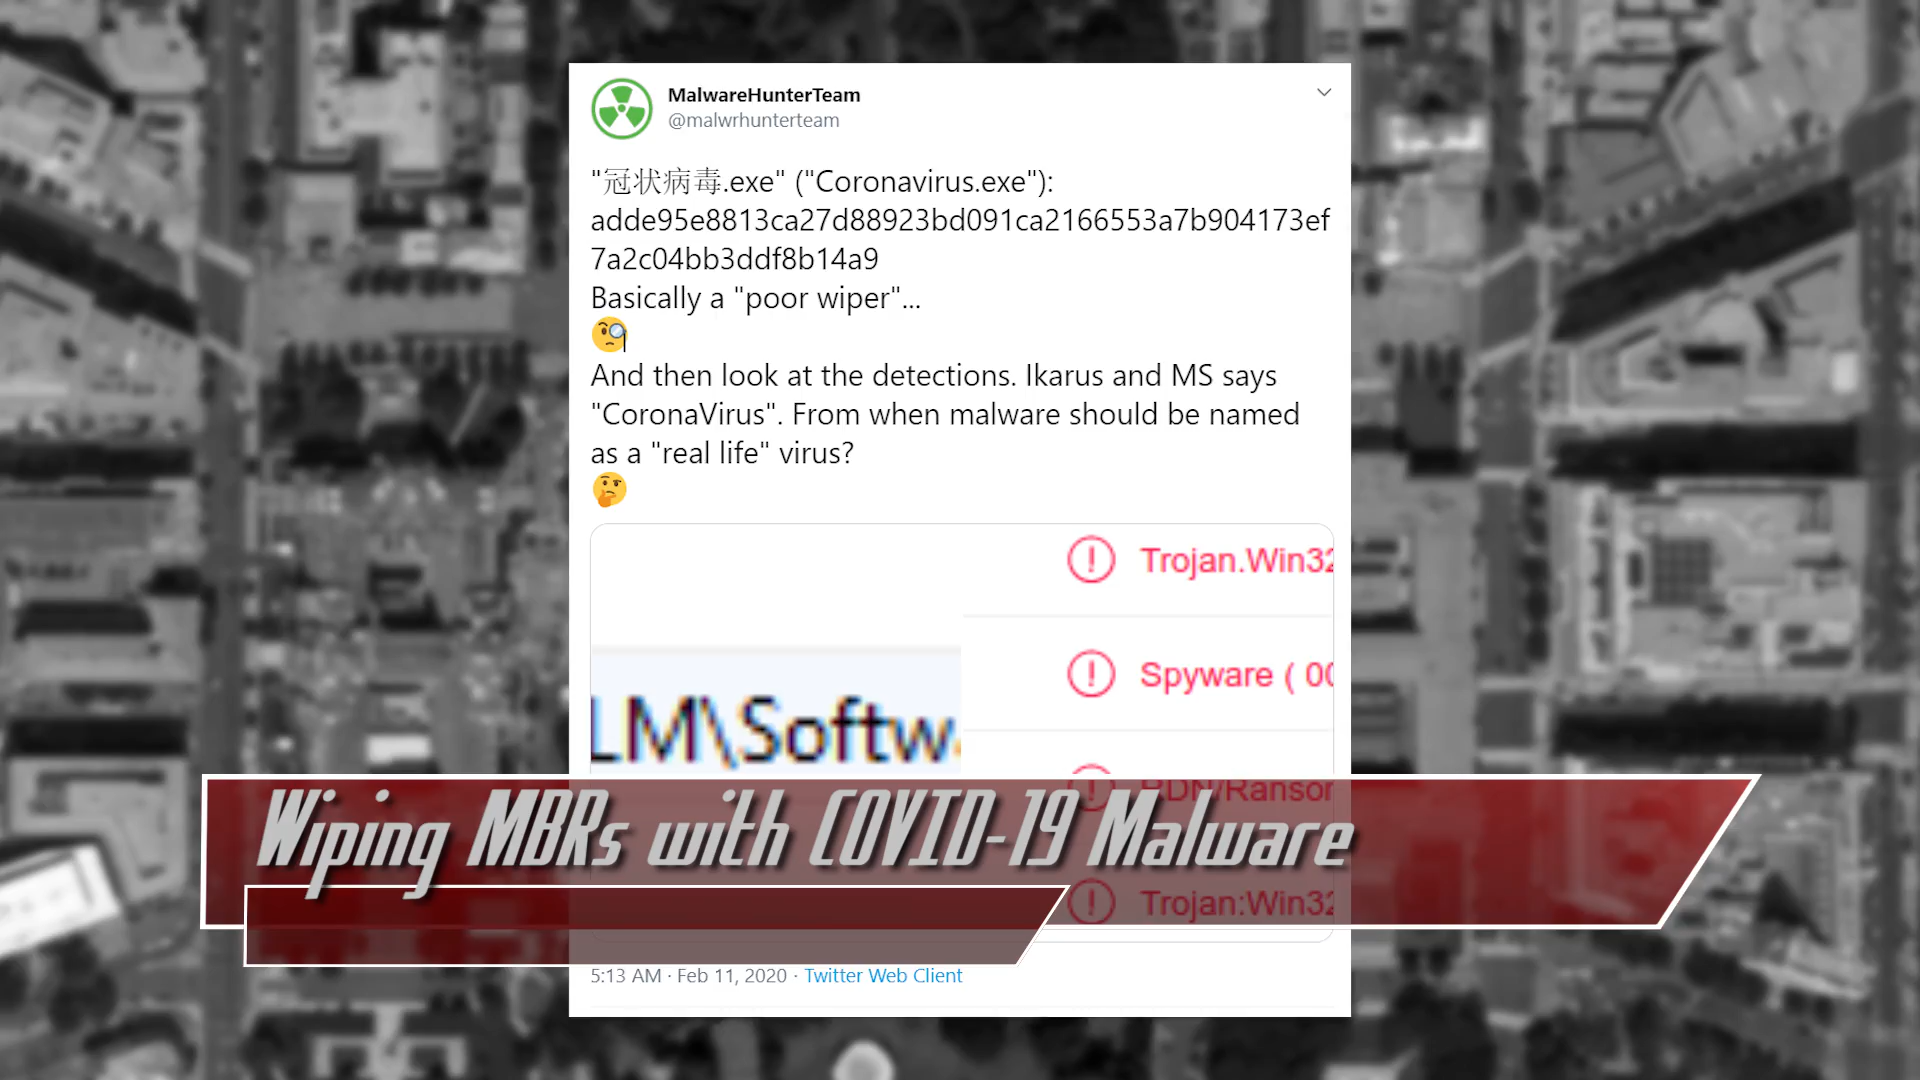 MalwareHunterTeam
@malwrhunterteam
"冠状病毒.exe" ("Coronavirus.exe"):
adde95e8813ca27d88923bd091ca2166553a7b904173ef
7a2c04bb3ddf8b14a9
Basically a "poor wiper"...
And then look at the detections. Ikarus and MS says
"CoronaVirus". From when malware should be named
as a "real life" virus?
Trojan.Win32
Spyware ( 00
LM\Softwa
RDN/Ransor
Wiping MBRs with COVID-19 Malware
Trojan:Win32
5:13 AM · Feb 11, 2020 · Twitter Web Client